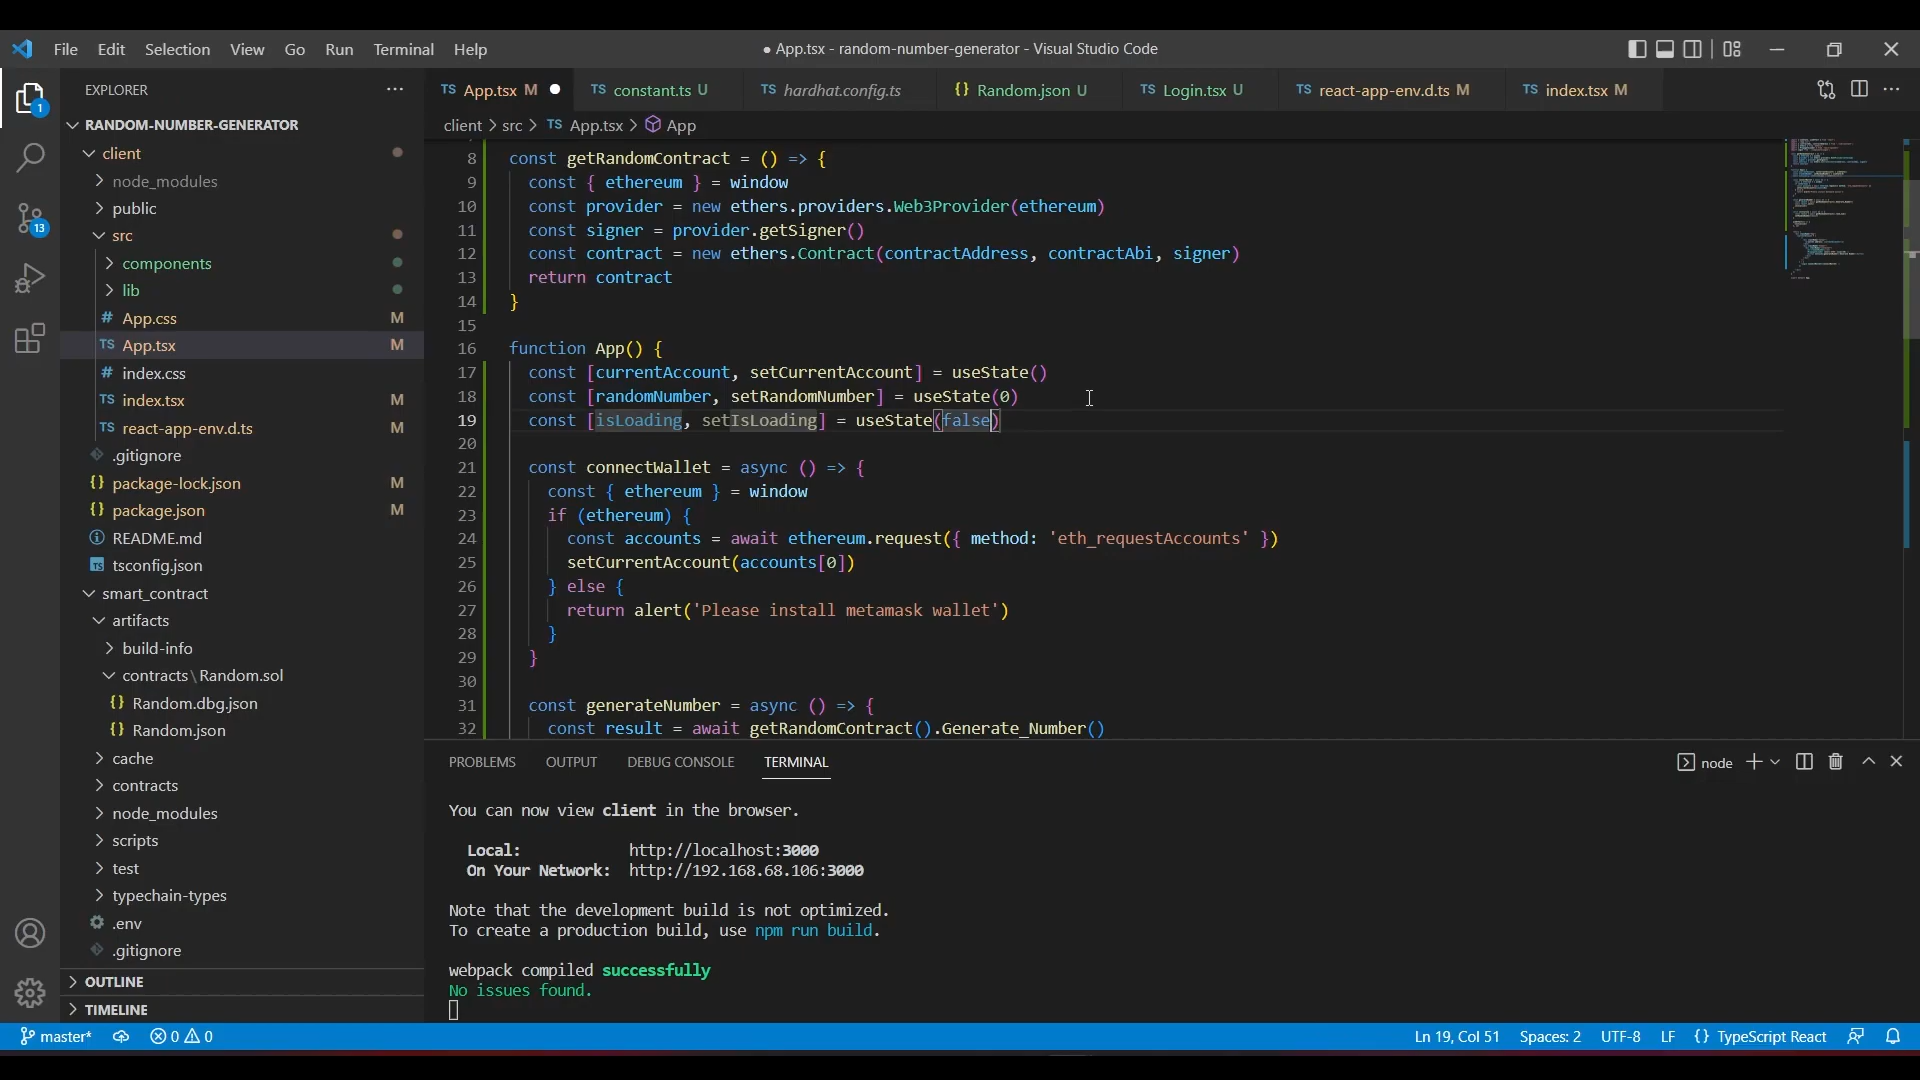 File Edit Selection View Go Run Terminal Help
● App.tsx - random-number-generator - Visual Studio Code
EXPLORER
TS App.tsx M
TS constant.ts U
TS hardhat.config.ts
{} Random.json U
TS Login.tsx U
TS react-app-env.d.ts M
TS index.tsx M
client > src > TS App.tsx > App
1
13
RANDOM-NUMBER-GENERATOR
client
node_modules
public
src
components
lib
# App.css M
TS App.tsx M
# index.css
TS index.tsx M
TS react-app-env.d.ts M
.gitignore
{} package-lock.json M
{} package.json M
README.md
TS tsconfig.json
smart_contract
artifacts
build-info
contracts\Random.sol
{} Random.dbg.json
{} Random.json
cache
contracts
node_modules
scripts
test
typechain-types
.env
.gitignore
OUTLINE
TIMELINE
8 const getRandomContract = () => {
9 const { ethereum } = window
10 const provider = new ethers.providers.Web3Provider(ethereum)
11 const signer = provider.getSigner()
12 const contract = new ethers.Contract(contractAddress, contractAbi, signer)
13 return contract
14 }
15
16 function App() {
17 const [currentAccount, setCurrentAccount] = useState()
18 const [randomNumber, setRandomNumber] = useState(0)
19 const [isLoading, setIsLoading] = useState(false)
20
21 const connectWallet = async () => {
22 const { ethereum } = window
23 if (ethereum) {
24 const accounts = await ethereum.request({ method: 'eth_requestAccounts' })
25 setCurrentAccount(accounts[0])
26 } else {
27 return alert('Please install metamask wallet')
28 }
29 }
30
31 const generateNumber = async () => {
32 const result = await getRandomContract().Generate_Number()
PROBLEMS OUTPUT DEBUG CONSOLE TERMINAL
node
You can now view client in the browser.
Local: http://localhost:3000
On Your Network: http://192.168.68.106:3000
Note that the development build is not optimized.
To create a production build, use npm run build.
webpack compiled successfully
No issues found.
master* 0 0
Ln 19, Col 51 Spaces: 2 UTF-8 LF {} TypeScript React